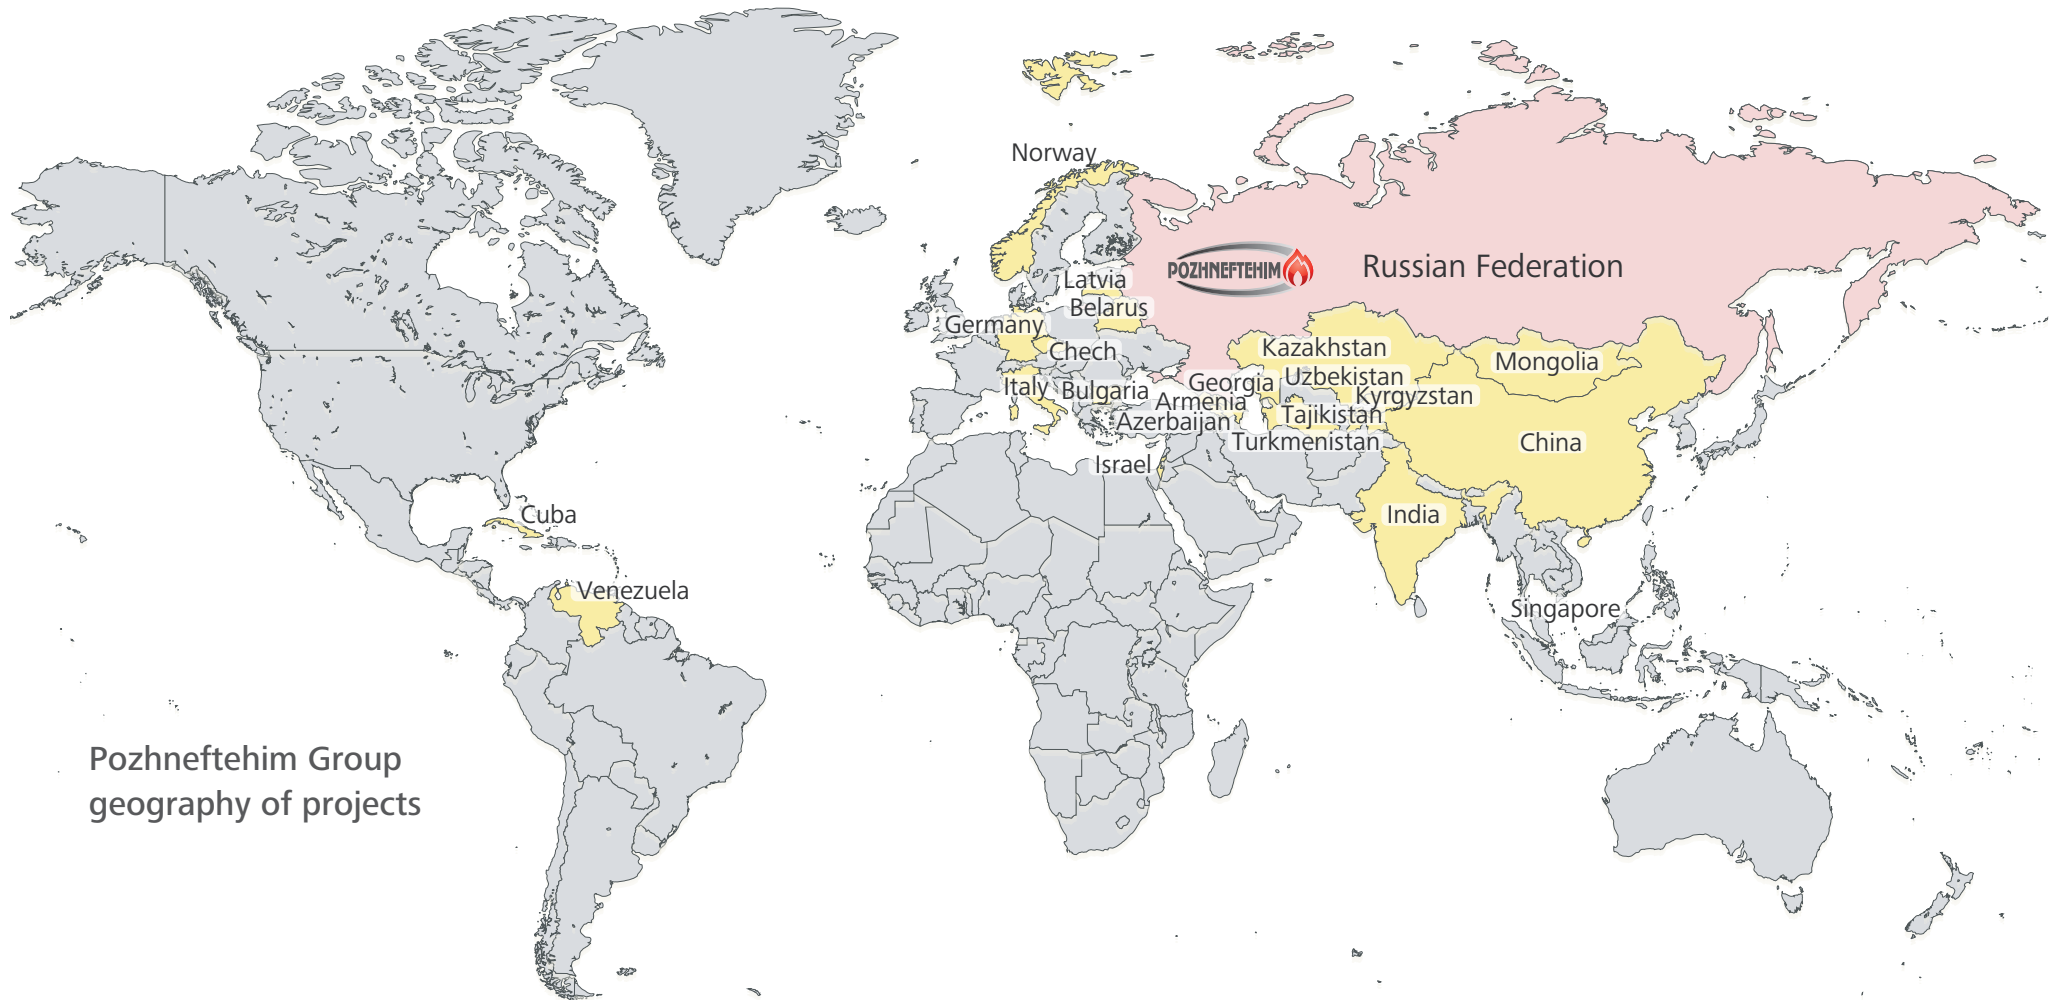 Norway
POZHNEFTEHIM
Russian Federation
Latvia
Belarus
Germany
Chech
Kazakhstan
Mongolia
Italy
Bulgaria
Georgia
Uzbekistan
Armenia
Kyrgyzstan
Azerbaijan
Tajikistan
Turkmenistan
China
Israel
Cuba
India
Venezuela
Singapore
Pozhneftehim Group
geography of projects